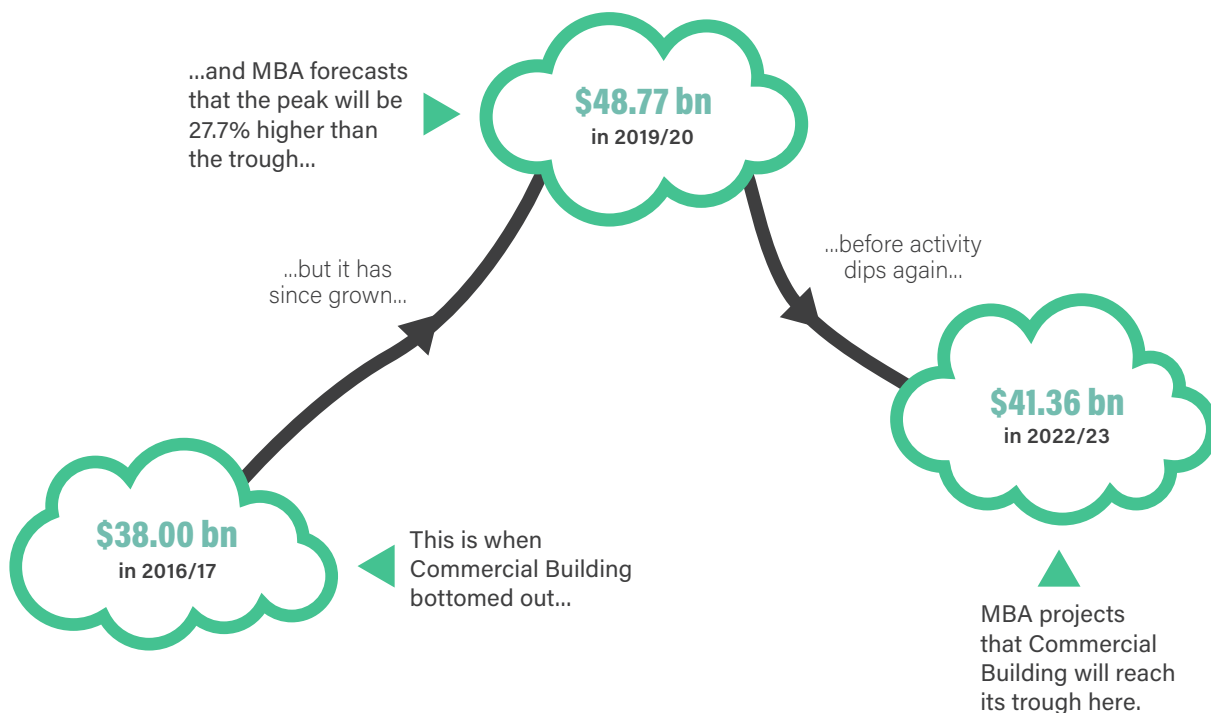 ...and MBA forecasts
that the peak will be
27.7% higher than
the trough...
$48.77 bn
in 2019/20
...but it has
since grown...
...before activity
dips again...
$41.36 bn
in 2022/23
$38.00 bn
in 2016/17
This is when
Commercial Building
bottomed out...
MBA projects
that Commercial
Building will reach
its trough here.